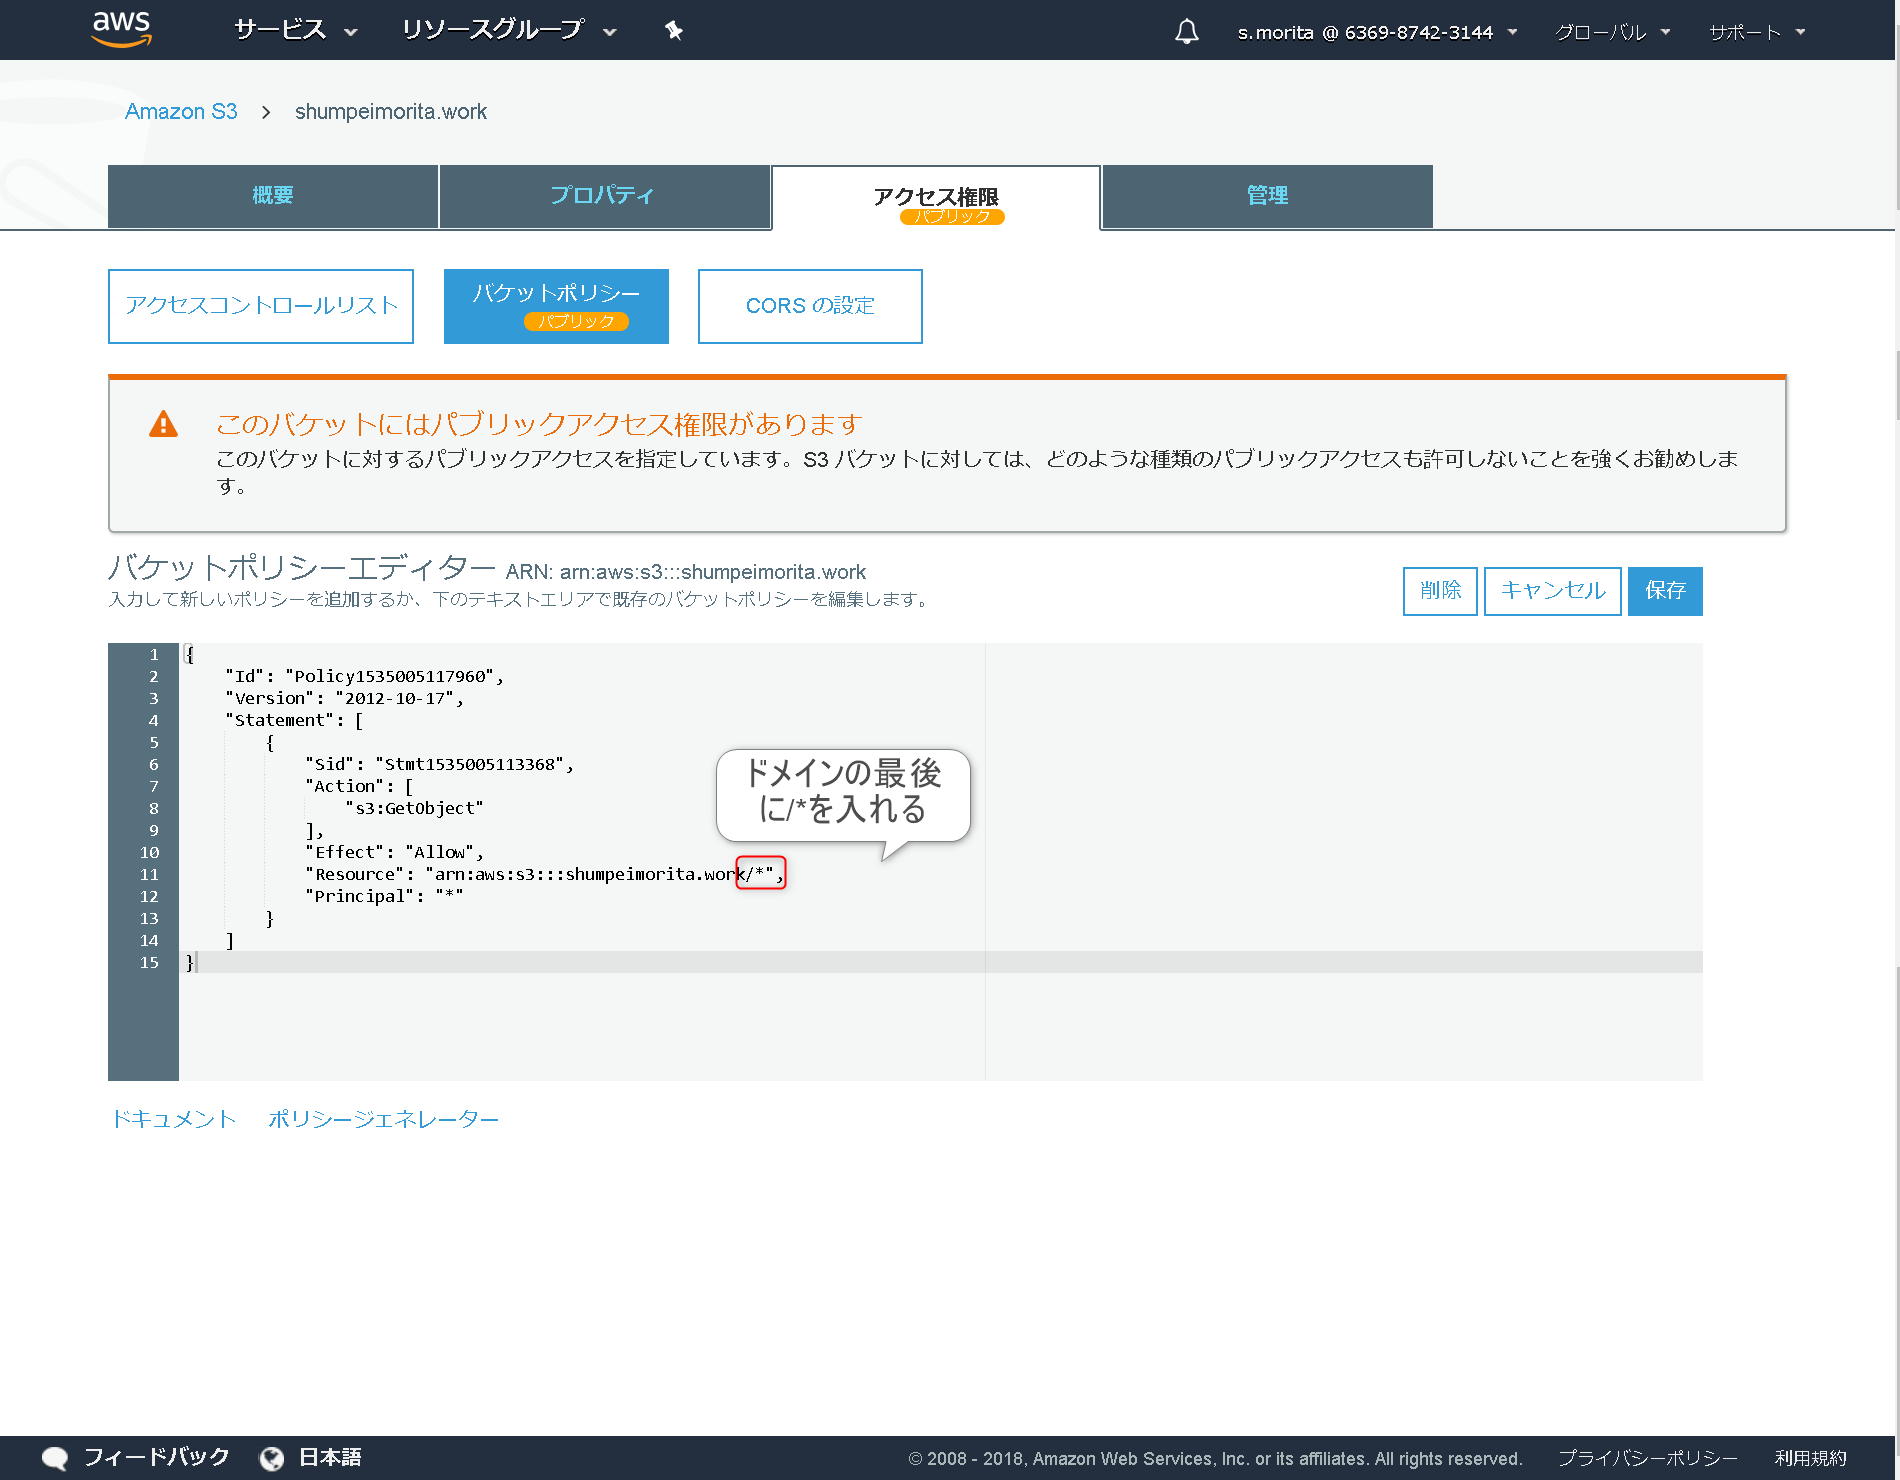 aws サービス リソースグループ s.morita @ 6369-8742-3144 グローバル サポート
Amazon S3 > shumpeimorita.work
概要 プロパティ アクセス権限 管理
パブリック
アクセスコントロールリスト バケットポリシー CORS の設定
パブリック
このバケットにはパブリックアクセス権限があります
このバケットに対するパブリックアクセスを指定しています。S3 バケットに対しては、どのような種類のパブリックアクセスも許可しないことを強くお勧めしま
す。
バケットポリシーエディター ARN: arn:aws:s3:::shumpeimorita.work
入力して新しいポリシーを追加するか、下のテキストエリアで既存のバケットポリシーを編集します。
削除 キャンセル 保存
1 {
2 "Id": "Policy1535005117960",
3 "Version": "2012-10-17",
4 "Statement": [
5 {
6 "Sid": "Stmt1535005113368",
7 "Action": [
8 "s3:GetObject"
9 ],
10 "Effect": "Allow",
11 "Resource": "arn:aws:s3:::shumpeimorita.work/*",
12 "Principal": "*"
13 }
14 ]
15 }
ドメインの最後
に/*を入れる
ドキュメント ポリシージェネレーター
フィードバック 日本語 © 2008 - 2018, Amazon Web Services, Inc. or its affiliates. All rights reserved. プライバシーポリシー 利用規約